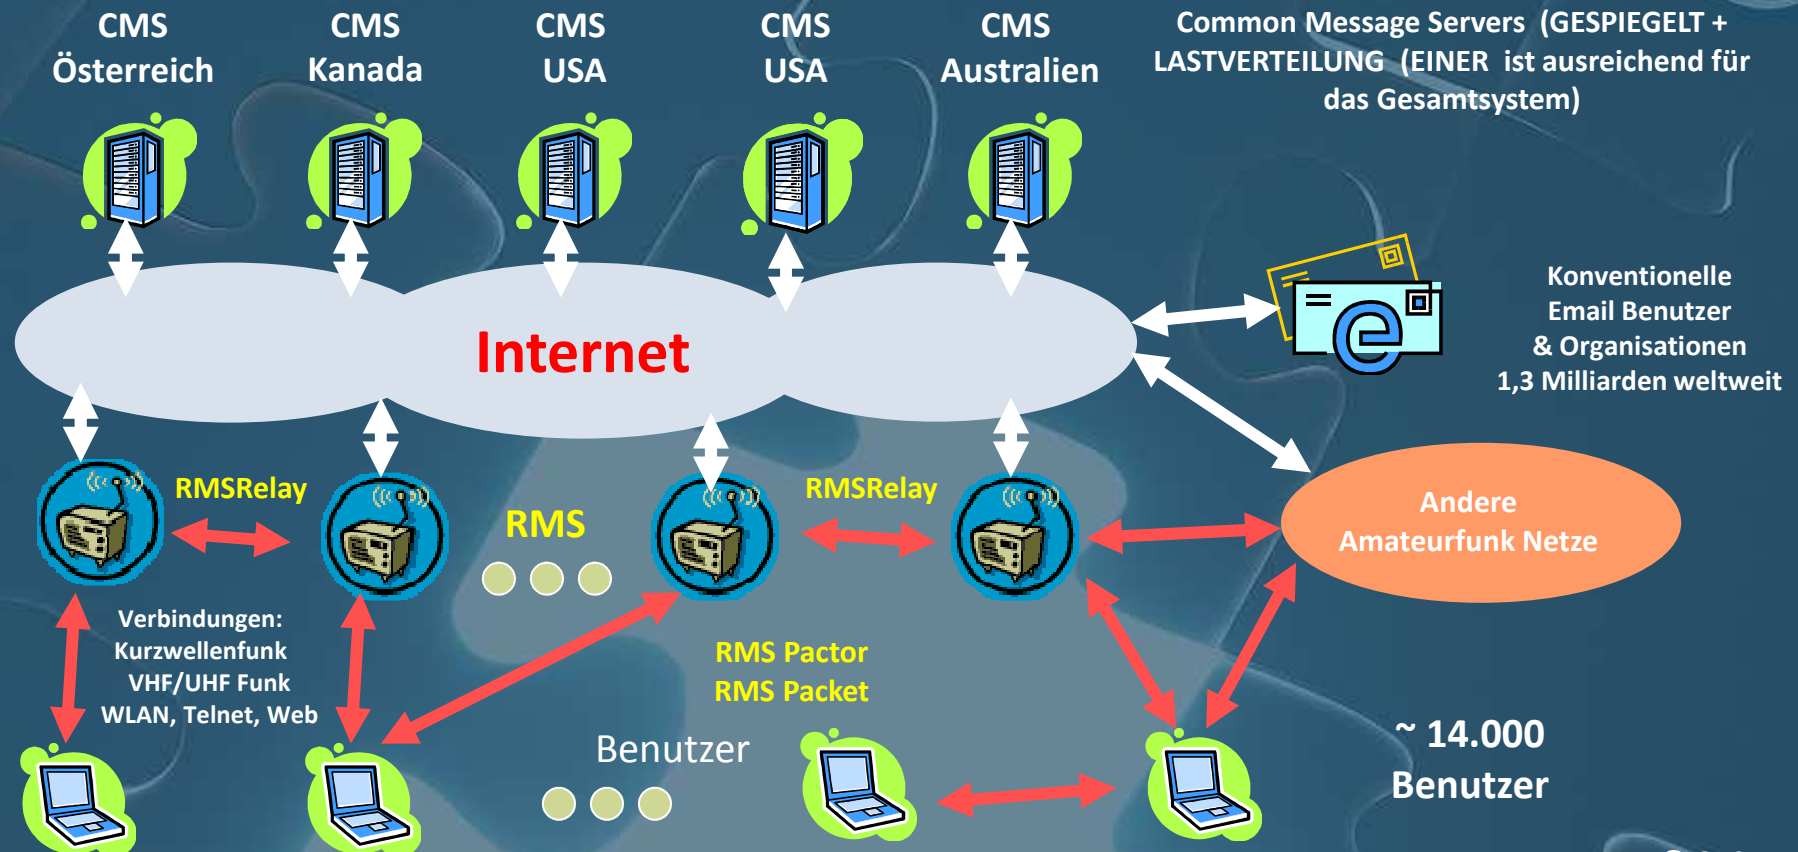 CMS
Österreich
CMS
Kanada
CMS
USA
CMS
USA
CMS
Australien
Common Message Servers (GESPIEGELT +
LASTVERTEILUNG (EINER ist ausreichend für
das Gesamtsystem)
Internet
Konventionelle
Email Benutzer
& Organisationen
1,3 Milliarden weltweit
RMSRelay
RMS
RMSRelay
Andere
Amateurfunk Netze
Verbindungen:
Kurzwellenfunk
VHF/UHF Funk
WLAN, Telnet, Web
RMS Pactor
RMS Packet
Benutzer
~ 14.000
Benutzer